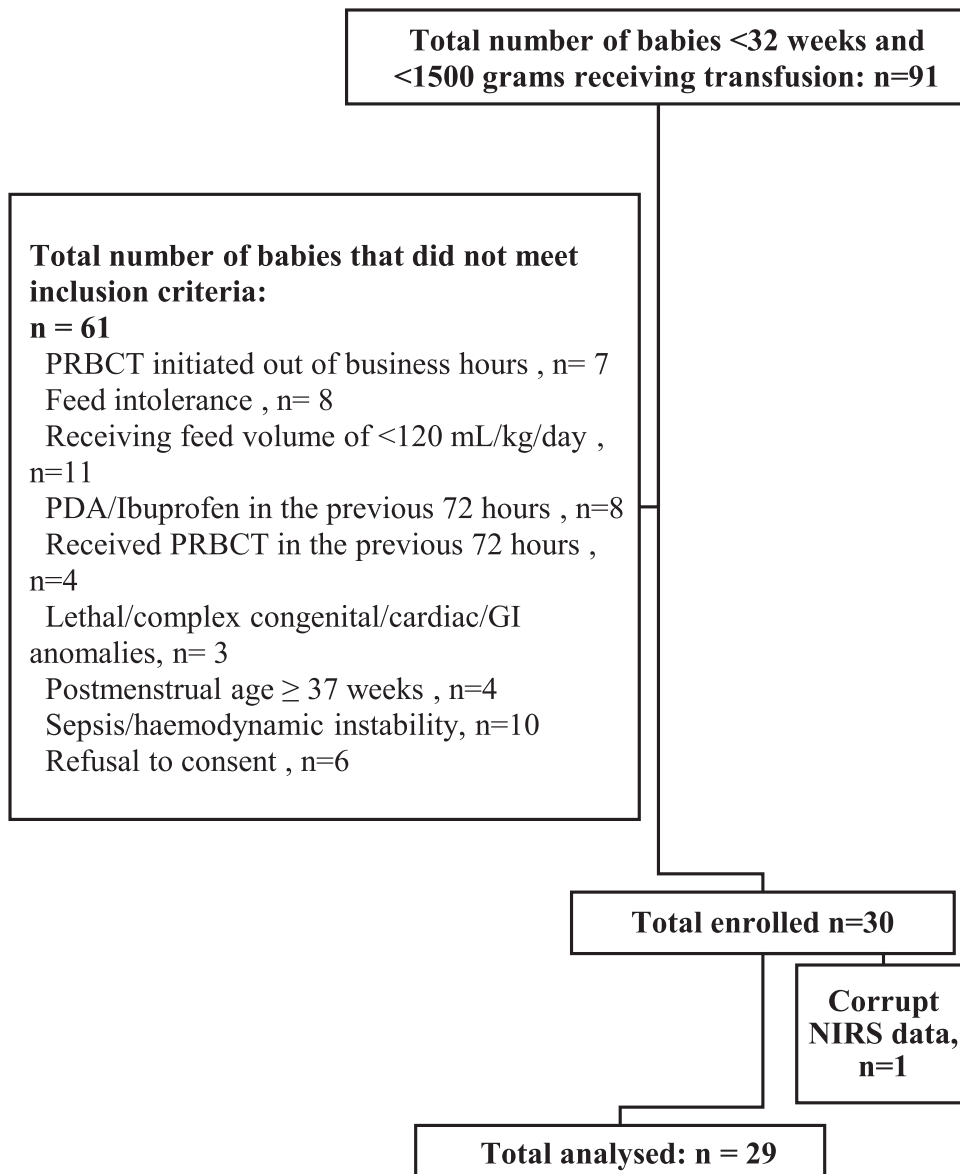 Total number of babies <32 weeks and
<1500 grams receiving transfusion: n=91
Total number of babies that did not meet
inclusion criteria:
n = 61
PRBCT initiated out of business hours , n= 7
Feed intolerance , n= 8
Receiving feed volume of <120 mL/kg/day ,
n=11
PDA/Ibuprofen in the previous 72 hours , n=8
Received PRBCT in the previous 72 hours ,
n=4
Lethal/complex congenital/cardiac/GI
anomalies, n= 3
Postmenstrual age ≥ 37 weeks , n=4
Sepsis/haemodynamic instability, n=10
Refusal to consent , n=6
Total enrolled n=30
Corrupt
NIRS data,
n=1
Total analysed: n = 29